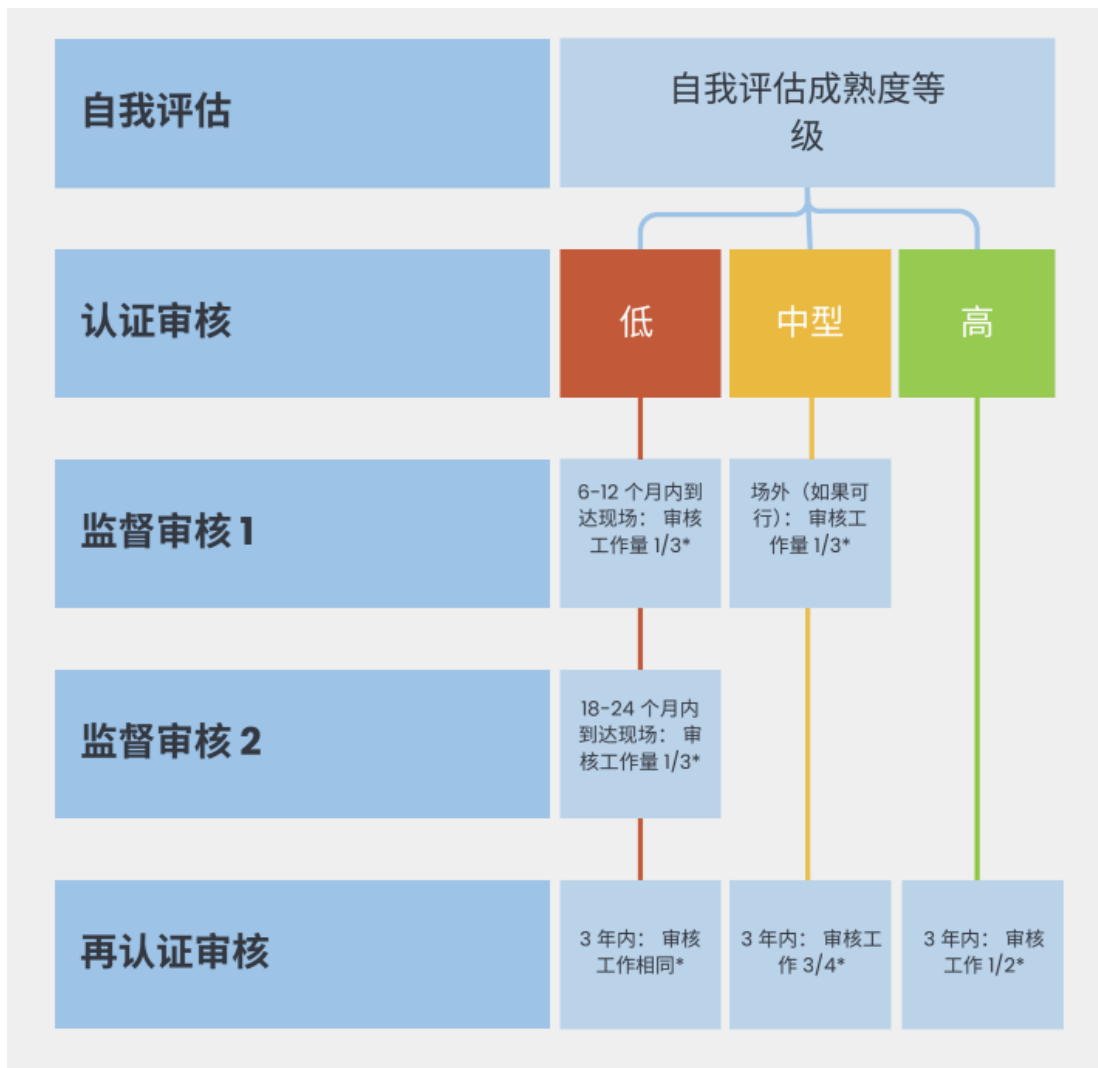 自我评估
自我评估成熟度等
级
认证审核
低
中型
高
监督审核 1
6-12 个月内到
达现场： 审核
工作量 1/3*
场外（如果可
行）： 审核工
作量 1/3*
监督审核 2
18-24 个月内
到达现场： 审
核工作量 1/3*
再认证审核
3 年内： 审核
工作相同*
3 年内： 审核工
作 3/4*
3 年内： 审核
工作 1/2*